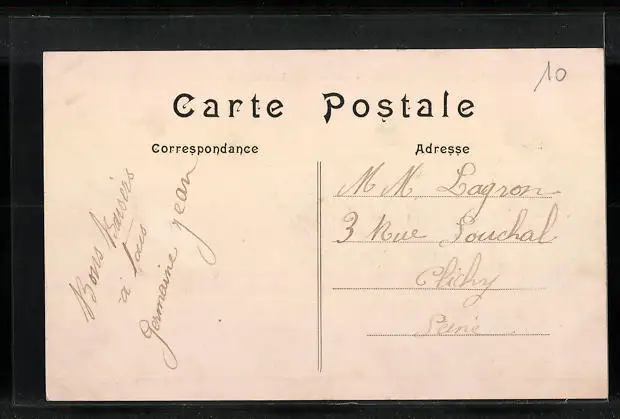 10
Carte Postale
Correspondance
Adresse
Bons baisers
à tous
Germaine Jean
M M Lagron
3 Rue Souchal
Clichy
Seine